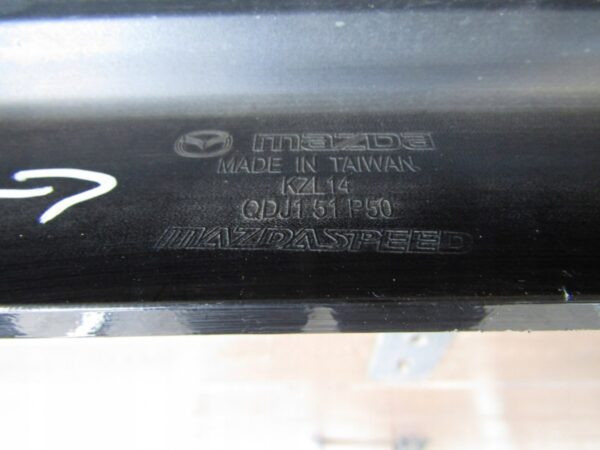 mazda
MADE IN TAIWAN
KZL14
QDJ1 51 P50
MAZDASPEED